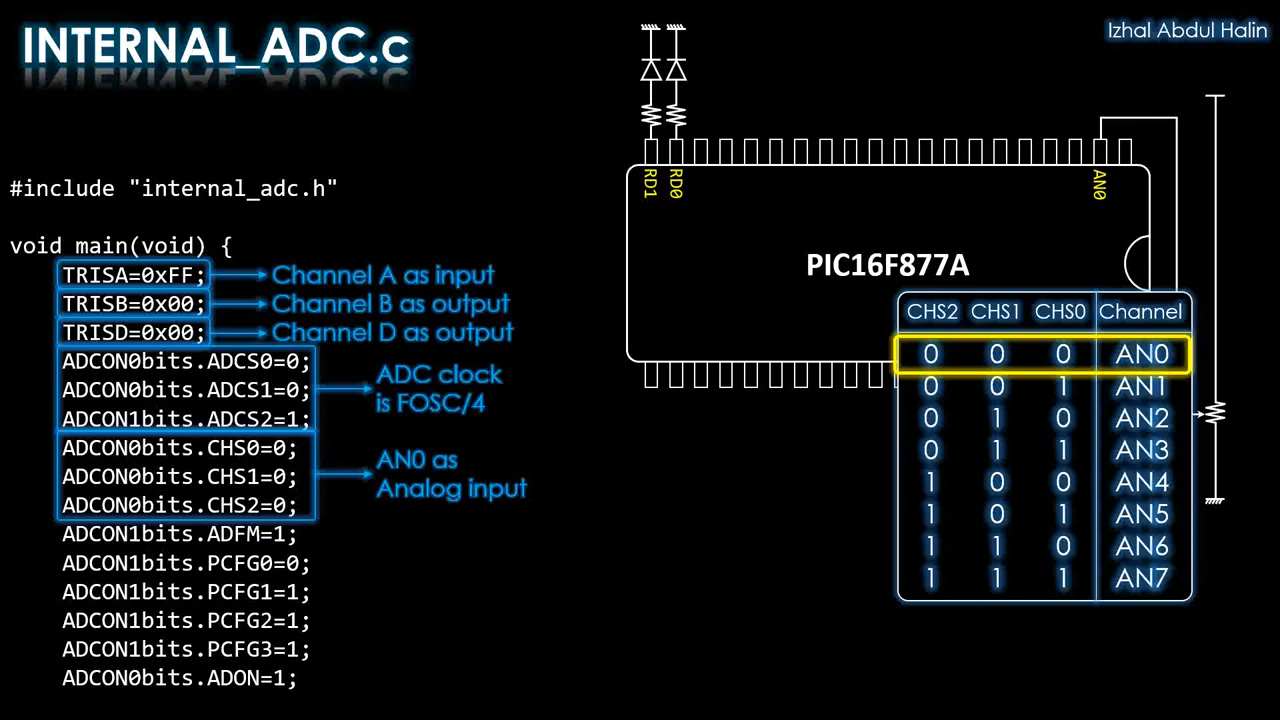 INTERNAL_ADC.c
Izhal Abdul Halin
#include "internal_adc.h"
void main(void) {
TRISA=0xFF;
Channel A as input
TRISB=0x00;
Channel B as output
TRISD=0x00;
Channel D as output
ADCON0bits.ADCS0=0;
ADCON0bits.ADCS1=0;
ADCON1bits.ADCS2=1;
ADC clock
is FOSC/4
ADCON0bits.CHS0=0;
ADCON0bits.CHS1=0;
ADCON0bits.CHS2=0;
AN0 as
Analog input
ADCON1bits.ADFM=1;
ADCON1bits.PCFG0=0;
ADCON1bits.PCFG1=1;
ADCON1bits.PCFG2=1;
ADCON1bits.PCFG3=1;
ADCON0bits.ADON=1;
RD1
RD0
AN0
PIC16F877A
CHS2 CHS1 CHS0 Channel
0 0 0 AN0
0 0 1 AN1
0 1 0 AN2
0 1 1 AN3
1 0 0 AN4
1 0 1 AN5
1 1 0 AN6
1 1 1 AN7